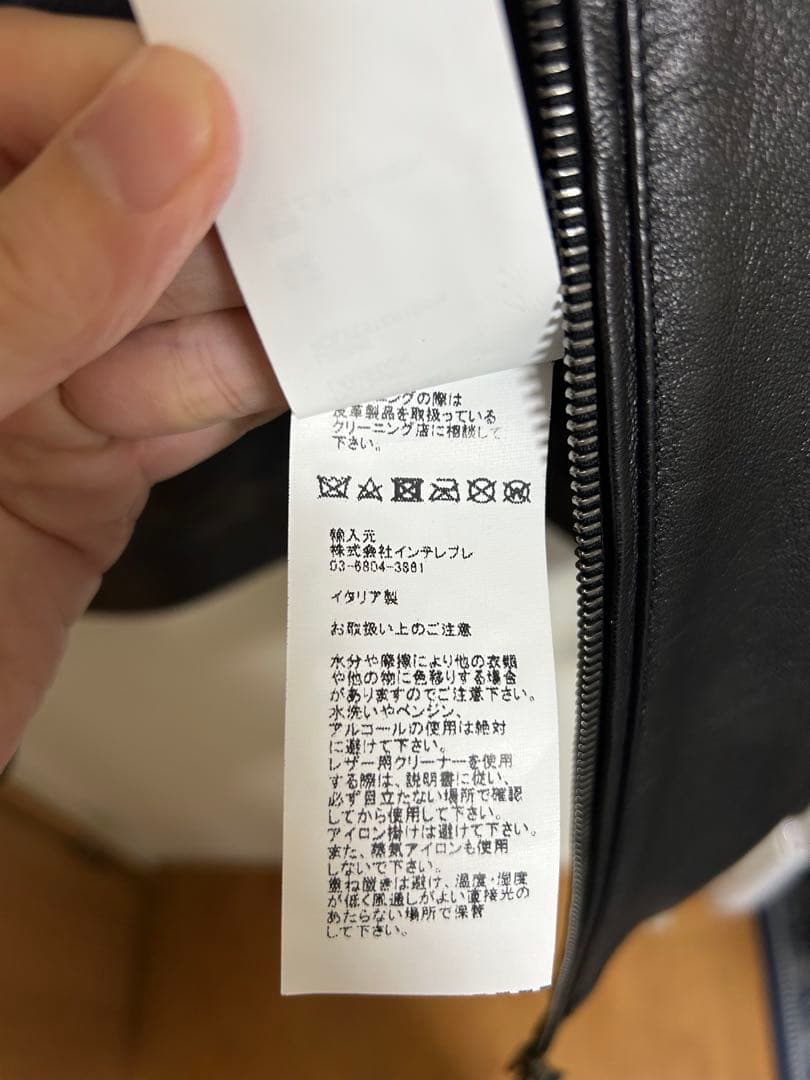 ングの際は
皮革製品を取扱っている
クリーニング店に相談して
下さい。
輸入元
株式会社インテレプレ
03-6804-3861
イタリア製
お取扱い上のご注意
水分や摩擦により他の衣類
や他の物に色移りする場合
がありますのでご注意下さい。
水洗いやベンジン、
アルコールの使用は絶対
に避けて下さい。
レザー用クリーナーを使用
する際は、説明書に従い、
必ず目立たない場所で確認
してから使用して下さい。
アイロン掛けは避けて下さい。
また、蒸気アイロンも使用
しないで下さい。
重ね置きは避け、温度・湿度
が低く風通しがよい直接光の
あたらない場所で保管
して下さい。